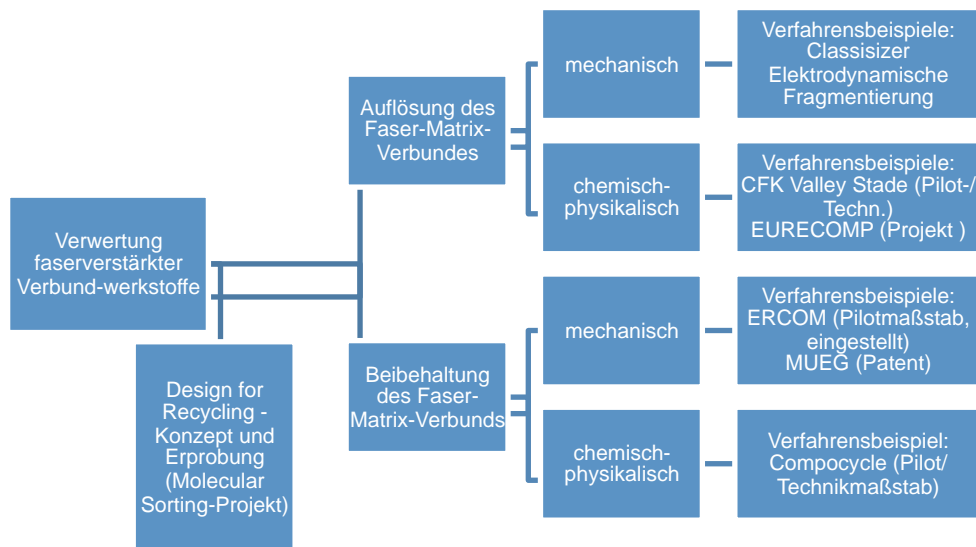 Verwertung
faserverstärkter
Verbund-werkstoffe
Design for
Recycling -
Konzept und
Erprobung
(Molecular
Sorting-Projekt)
Auflösung des
Faser-Matrix-
Verbundes
mechanisch
Verfahrensbeispiele:
Classisizer
Elektrodynamische
Fragmentierung
chemisch-
physikalisch
Verfahrensbeispiele:
CFK Valley Stade (Pilot-/
Techn.)
EURECOMP (Projekt )
Beibehaltung
des Faser-
Matrix-Verbunds
mechanisch
Verfahrensbeispiele:
ERCOM (Pilotmaßstab,
eingestellt)
MUEG (Patent)
chemisch-
physikalisch
Verfahrensbeispiel:
Compocycle (Pilot/
Technikmaßstab)